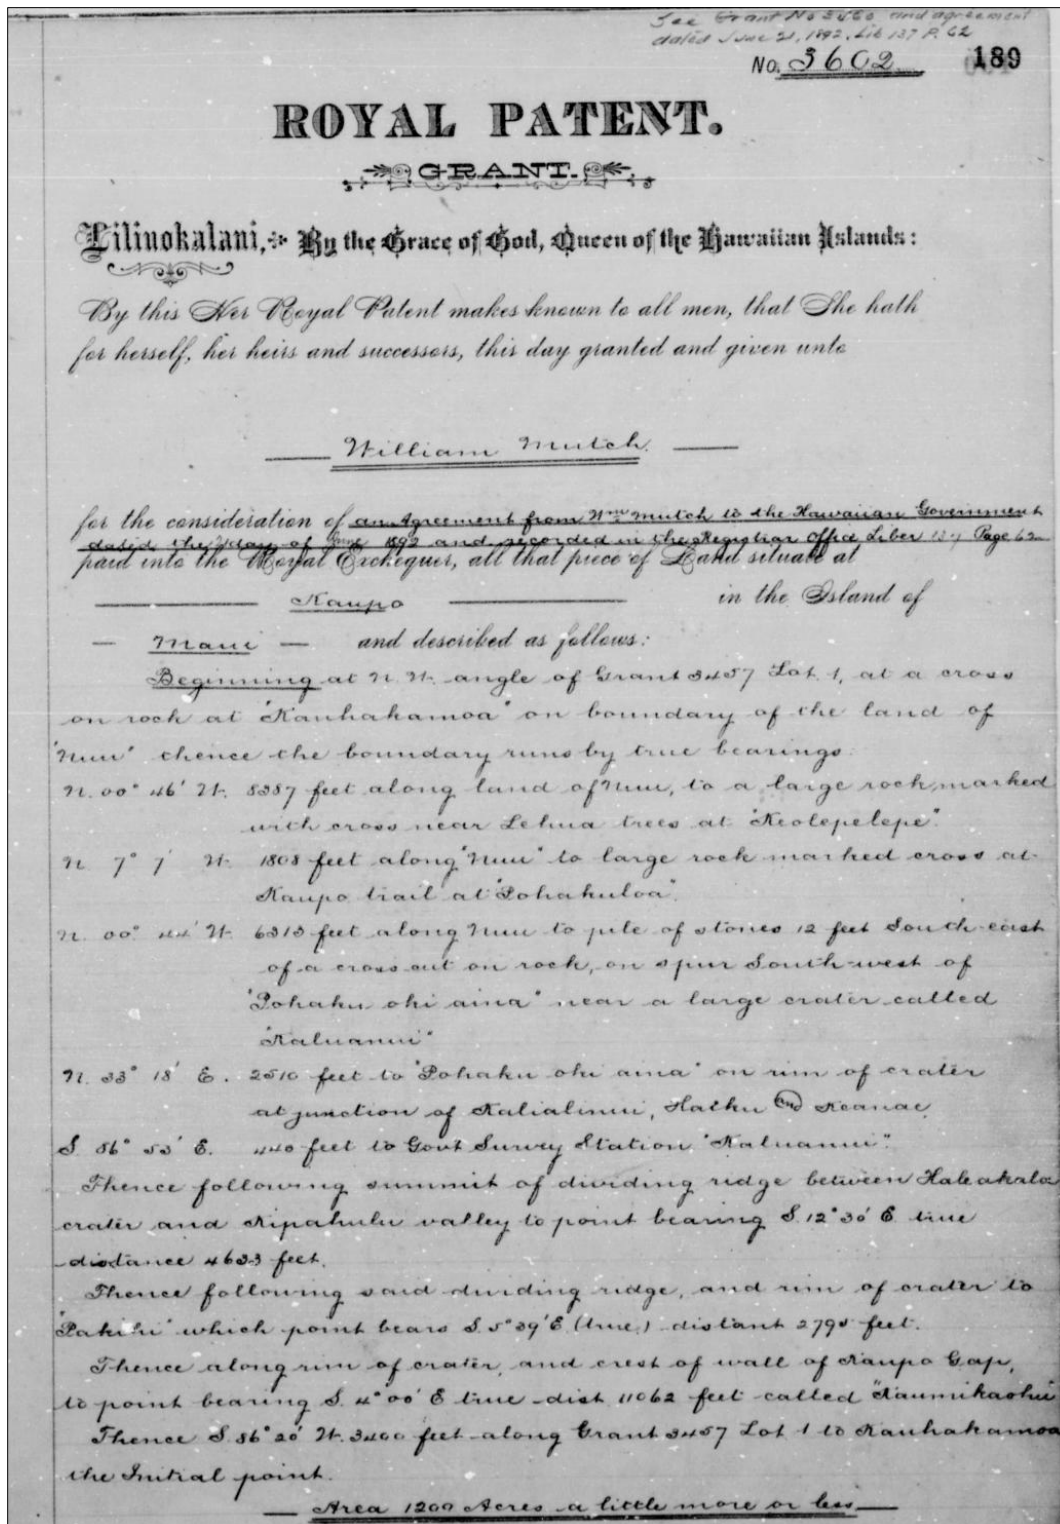 See Grant No 3460 and agreement
dated June 21, 1892, Lib 137 P. 62
No. 3602 189
ROYAL PATENT.
GRANT.
Liliuokalani, By the Grace of God, Queen of the Hawaiian Islands:
By this Her Royal Patent makes known to all men, that She hath
for herself, her heirs and successors, this day granted and given unto
William Mutch.
for the consideration of an Agreement from Wm Mutch to the Hawaiian Government
dated the day of June 1892 and recorded in the Registrar Office Liber 137 Page 62
paid into the Royal Exchequer, all that piece of Land situate at
Kaupo in the Island of
Maui and described as follows:
Beginning at N. W. angle of Grant 3457 Lot. 1, at a cross
on rock at "Kauhakamoa" on boundary of the land of
"Nuu" thence the boundary runs by true bearings:
N. 00° 46' W. 8387 feet along land of Nuu, to a large rock marked
with cross near Lehua trees at "Keolepelepe".
N 7° 7' W. 1808 feet along "Nuu" to large rock marked cross at
Kaupo trail at "Pohakuloa".
N. 00° 44' W. 6313 feet along Nuu to pile of stones 12 feet South-east
of a cross cut on rock, on spur South-west of
"Pohaku oki aina" near a large crater called
"Kaluanui"
N. 33° 18' E. 2510 feet to "Pohaku oki aina" on rim of crater
at junction of Kalialinui, Haiku and Keanae.
S. 86° 53' E. 440 feet to Govt Survey Station "Kaluanui".
Thence following summit of dividing ridge between Haleakala
crater and Kipahulu valley to point bearing S. 12° 30' E. true
distance 4633 feet.
Thence following said dividing ridge, and rim of crater to
"Pakihi" which point bears S. 5° 39' E. (true) distant 2795 feet.
Thence along rim of crater, and crest of wall of Kaupo Gap,
to point bearing S. 4° 00' E true dist. 11062 feet called "Kaumikaohu"
Thence S 86° 20' W. 3400 feet along Grant 3457 Lot 1 to Kauhakamoa
the Initial point.
Area 1200 Acres a little more or less